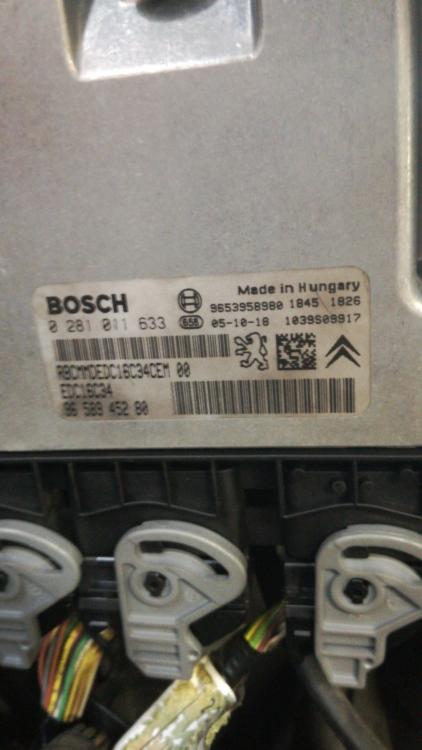 BOSCH
Made in Hungary
9653958980 1845 1826
0 281 011 633
656 05-10-18 1039S09917
RBCMMDEDC16C34CEM 00
EDC16C34
96 589 452 80